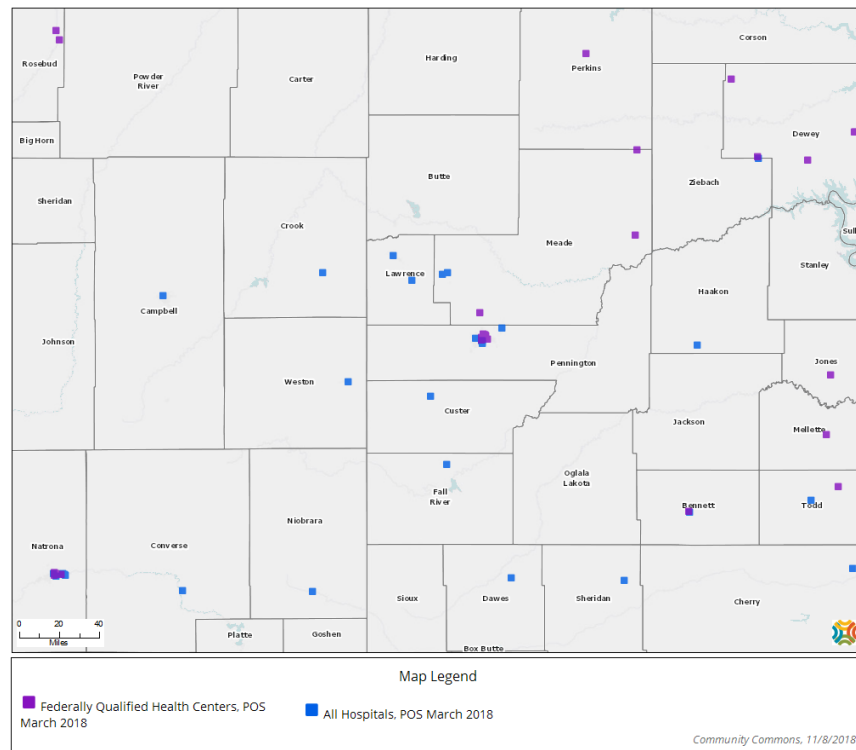 Corson
Harding
Rosebud
Perkins
Powder
River
Carter
Dewey
Big Horn
Butte
Ziebach
Sheridan
Crook
Meade
Sull
Stanley
Lawrence
Haakon
Campbell
Johnson
Pennington
Jones
Weston
Custer
Jackson
Mellette
Oglala
Lakota
Fall
River
Bennett
Todd
Niobrara
Natrona
Converse
Sioux
Dawes
Sheridan
Cherry
0 20 40
Miles
Platte
Goshen
Box Butte
Map Legend
Federally Qualified Health Centers, POS
March 2018
All Hospitals, POS March 2018
Community Commons, 11/8/2018